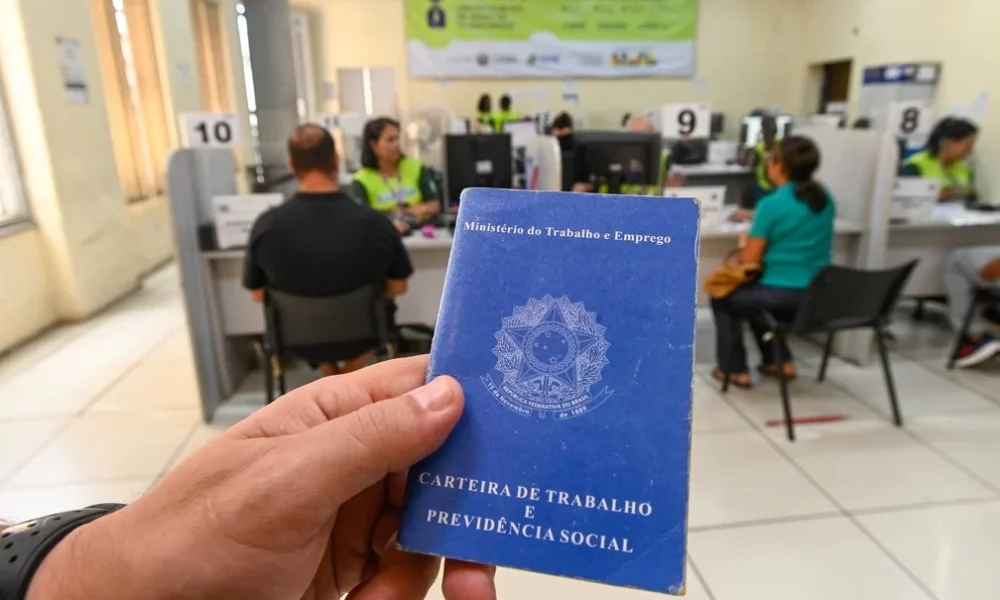 10
9
8
Ministério do Trabalho e Emprego
REPÚBLICA FEDERATIVA DO BRASIL
15 de Novembro de 1889
CARTEIRA DE TRABALHO
E
PREVIDÊNCIA SOCIAL